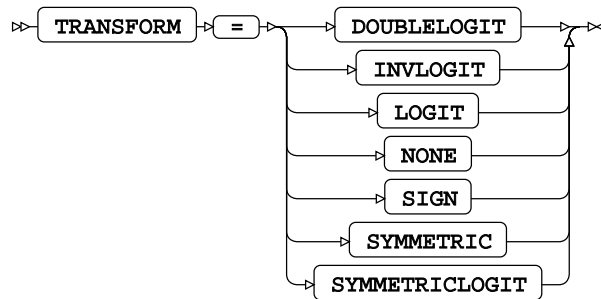 TRANSFORM = DOUBLELOGIT
INVLOGIT
LOGIT
NONE
SIGN
SYMMETRIC
SYMMETRICLOGIT